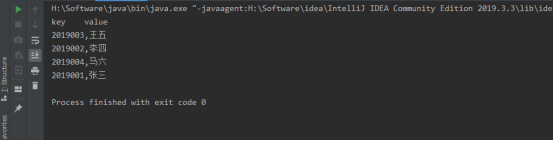 H:\Software\java\bin\java.exe "-javaagent:H:\Software\idea\IntelliJ IDEA Community Edition 2019.3.3\lib\ide
key    value
2019003,王五
2019002,李四
2019004,马六
2019001,张三
Process finished with exit code 0
Z: Structure
avorites